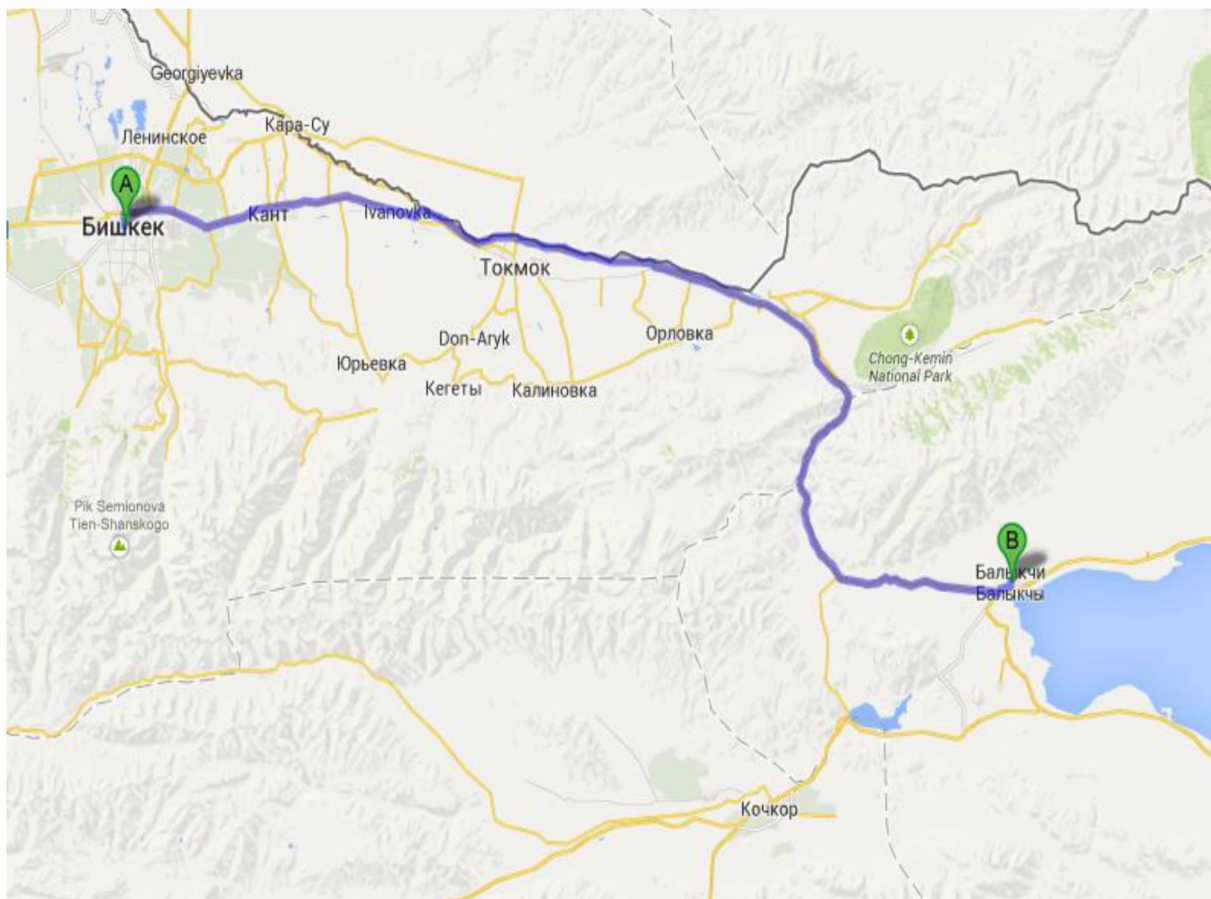 Georgiyevka
Кара-Су
Ленинское
A
Бишкек
Кант
Ivanovka
Токмок
Орловка
Don-Aryk
Юрьевка
Кегеты
Калиновка
Chong-Kemin
National Park
Pik Semionova
Tien-Shanskogo
B
Балыкчи
Балыкчы
Кочкор